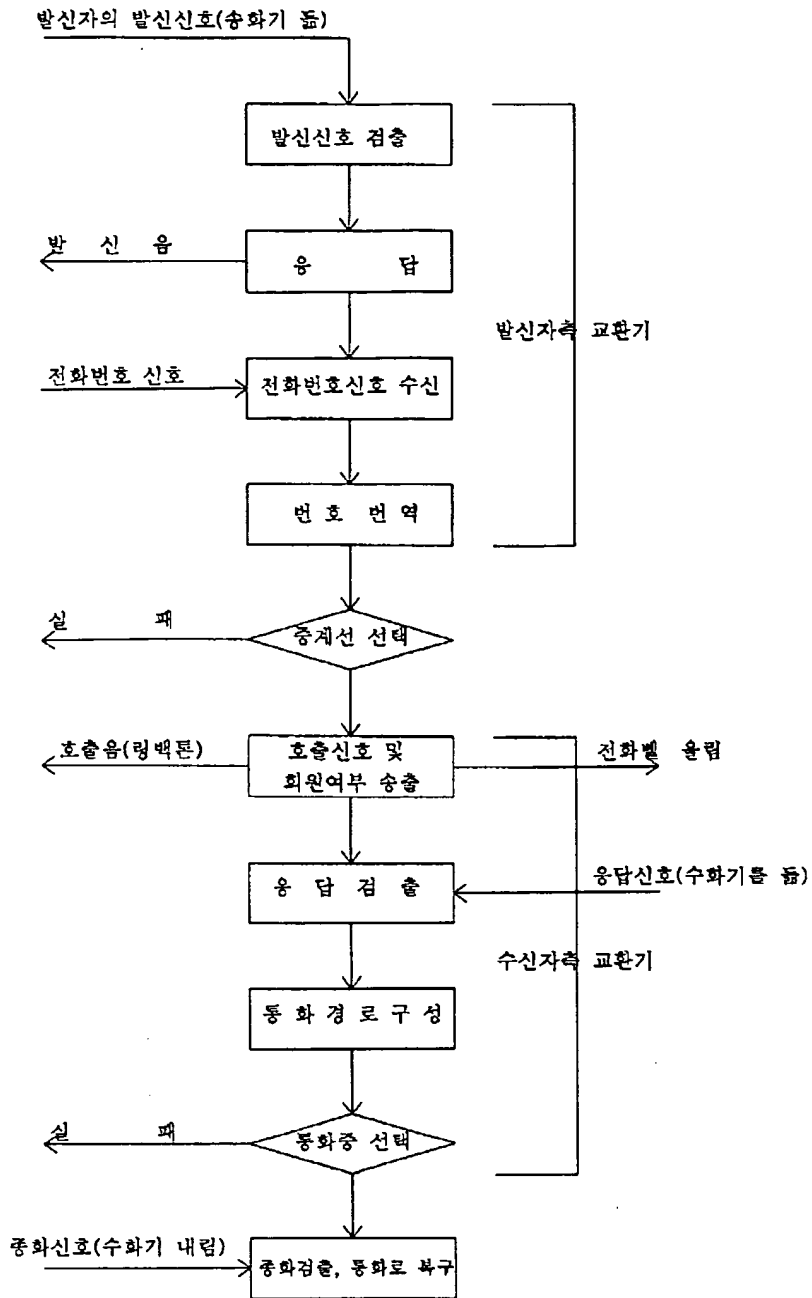 발신자의 발신신호(송화기 듦)
발신신호 검출
발 신 음
응 답
발신자측 교환기
전화번호 신호
전화번호신호 수신
번 호 번 역
실 패
중계선 선택
호출음(링백톤)
호출신호 및
회원여부 송출
전화벨 울림
응 답 검 출
응답신호(수화기를 듦)
수신자측 교환기
통 화 경 로 구 성
실 패
통화중 선택
종화신호(수화기 내림)
종화검출, 통화로 복구